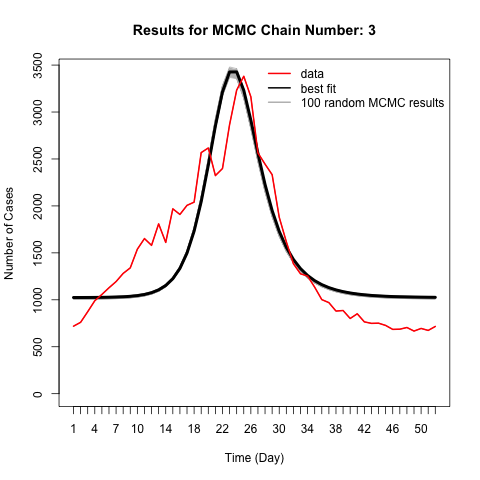 Results for MCMC Chain Number: 3
data
best fit
100 random MCMC results
Number of Cases
3500
3000
2500
2000
1500
1000
500
0
1 4 7 10 14 18 22 26 30 34 38 42 46 50
Time (Day)